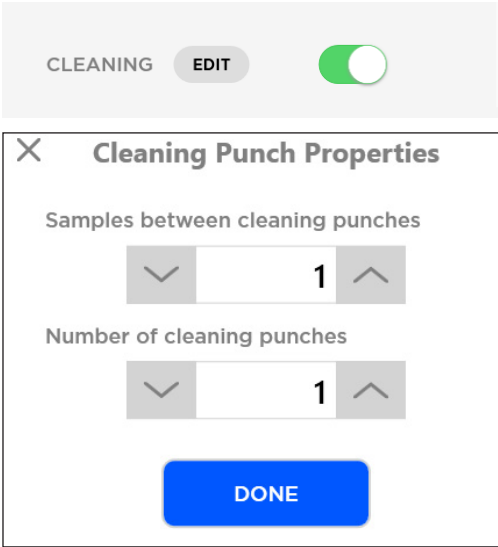 CLEANING EDIT
Cleaning Punch Properties
Samples between cleaning punches
1
Number of cleaning punches
1
DONE